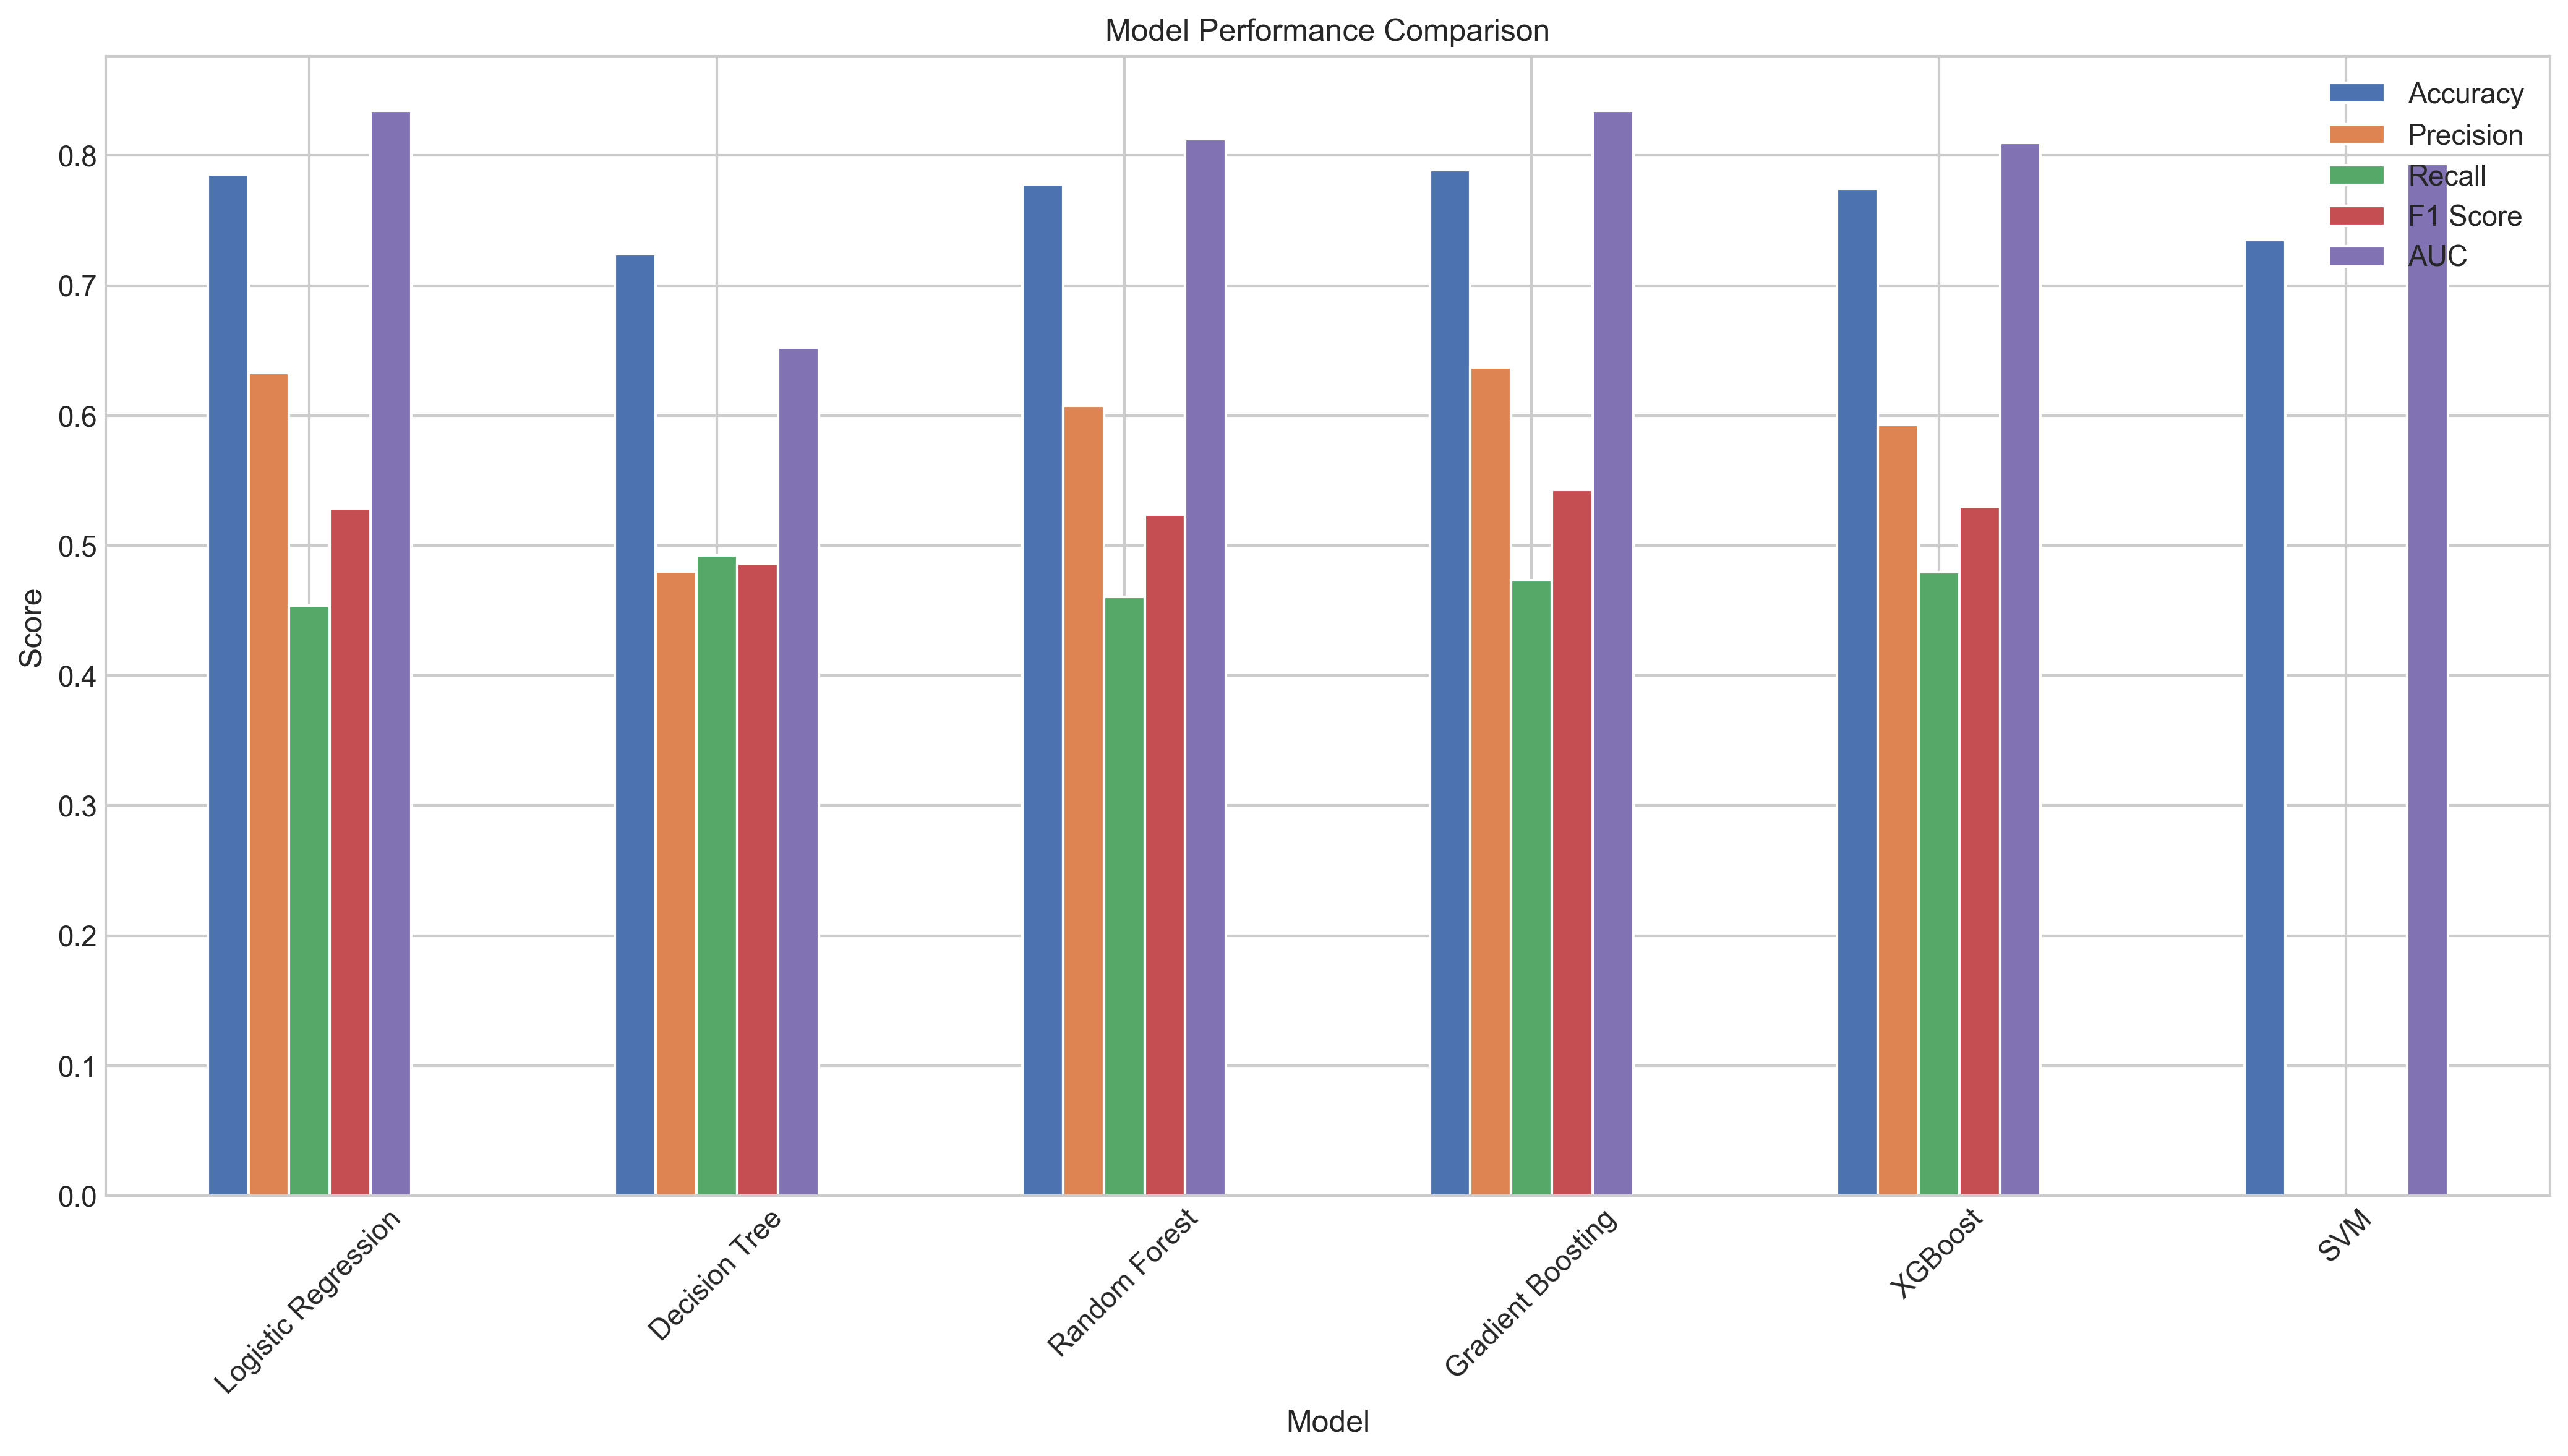 Model Performance Comparison
Accuracy
Precision
Recall
F1 Score
AUC
Score
0.8
0.7
0.6
0.5
0.4
0.3
0.2
0.1
0.0
Logistic Regression
Decision Tree
Random Forest
Gradient Boosting
XGBoost
SVM
Model